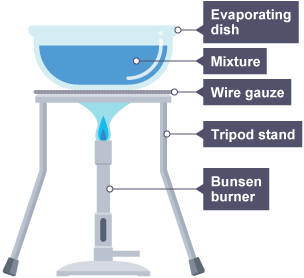 Evaporating
dish
Mixture
Wire gauze
Tripod stand
Bunsen
burner